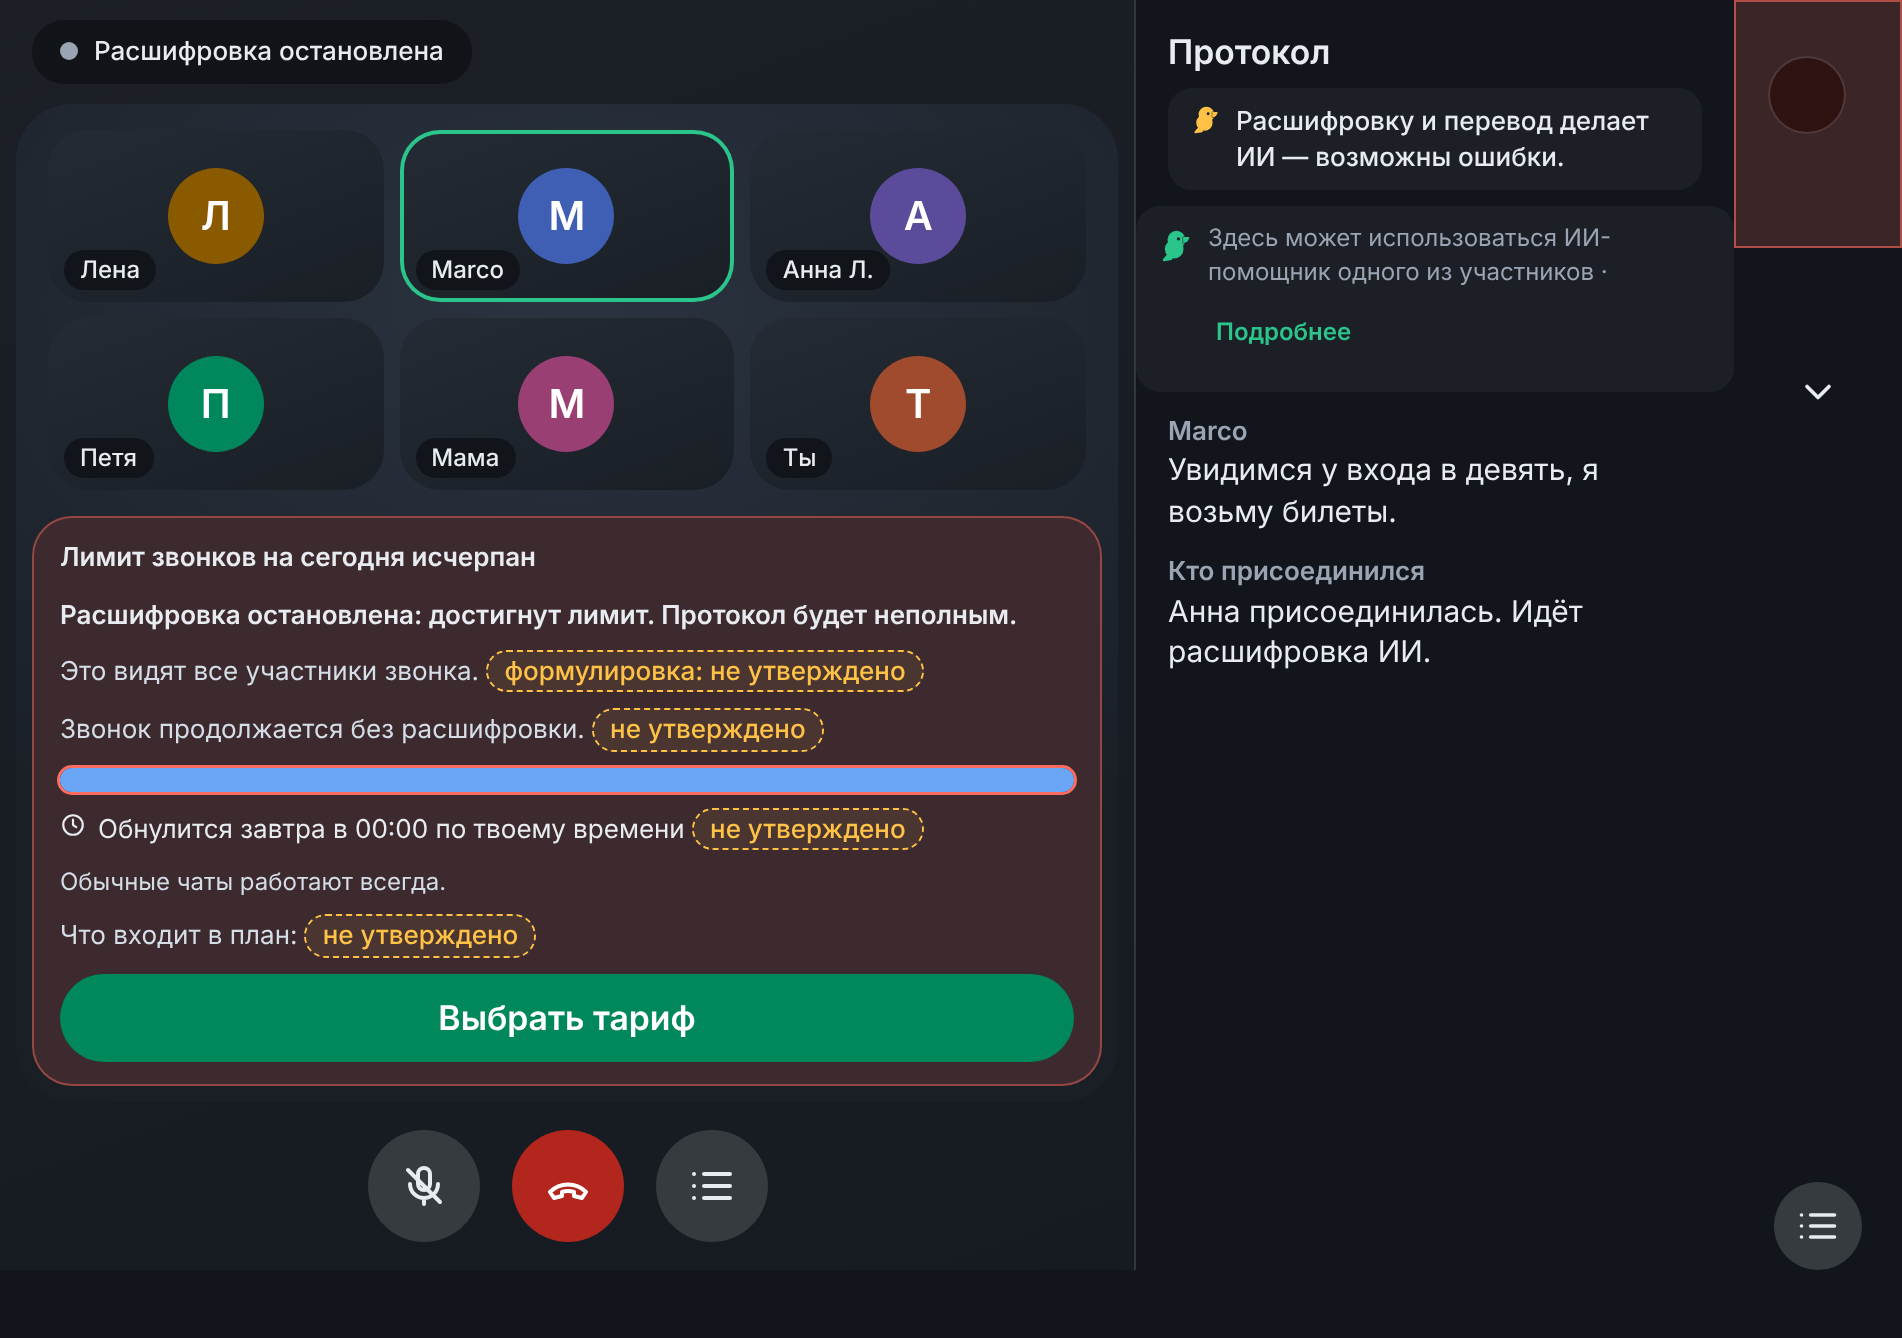 Расшифровка остановлена
Л
Лена
М
Marco
А
Анна Л.
П
Петя
М
Мама
Т
Ты
Лимит звонков на сегодня исчерпан
Расшифровка остановлена: достигнут лимит. Протокол будет неполным.
Это видят все участники звонка. формулировка: не утверждено
Звонок продолжается без расшифровки. не утверждено
Обнулится завтра в 00:00 по твоему времени не утверждено
Обычные чаты работают всегда.
Что входит в план: не утверждено
Выбрать тариф
Протокол
Расшифровку и перевод делает
ИИ — возможны ошибки.
Здесь может использоваться ИИ-
помощник одного из участников ·
Подробнее
Marco
Увидимся у входа в девять, я
возьму билеты.
Кто присоединился
Анна присоединилась. Идёт
расшифровка ИИ.